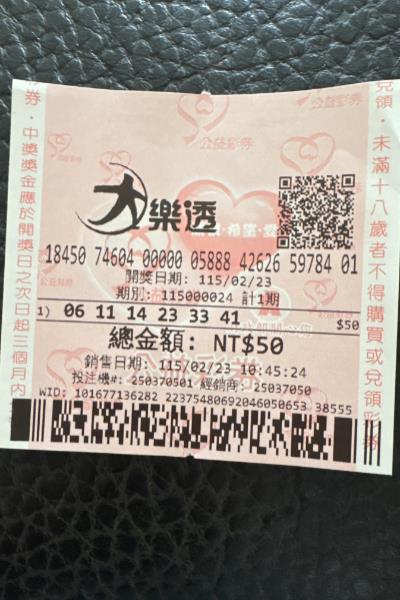 公益彩券
大樂透
18450 74604 00000 05888 42626 59784 01
開獎日期: 115/02/23
期別: 115000024 計1期
1) 06 11 14 23 33 41
$50
總金額: NT$50
銷售日期: 115/02/23 10:45:24
投注機#: 250370501 經銷商: 25037050
WID: 101677136282 22375480692046050653 38555
券・中獎獎金應於開獎日之次日起三個月內
兌領・未滿十八歲者不得購買或兌領彩券